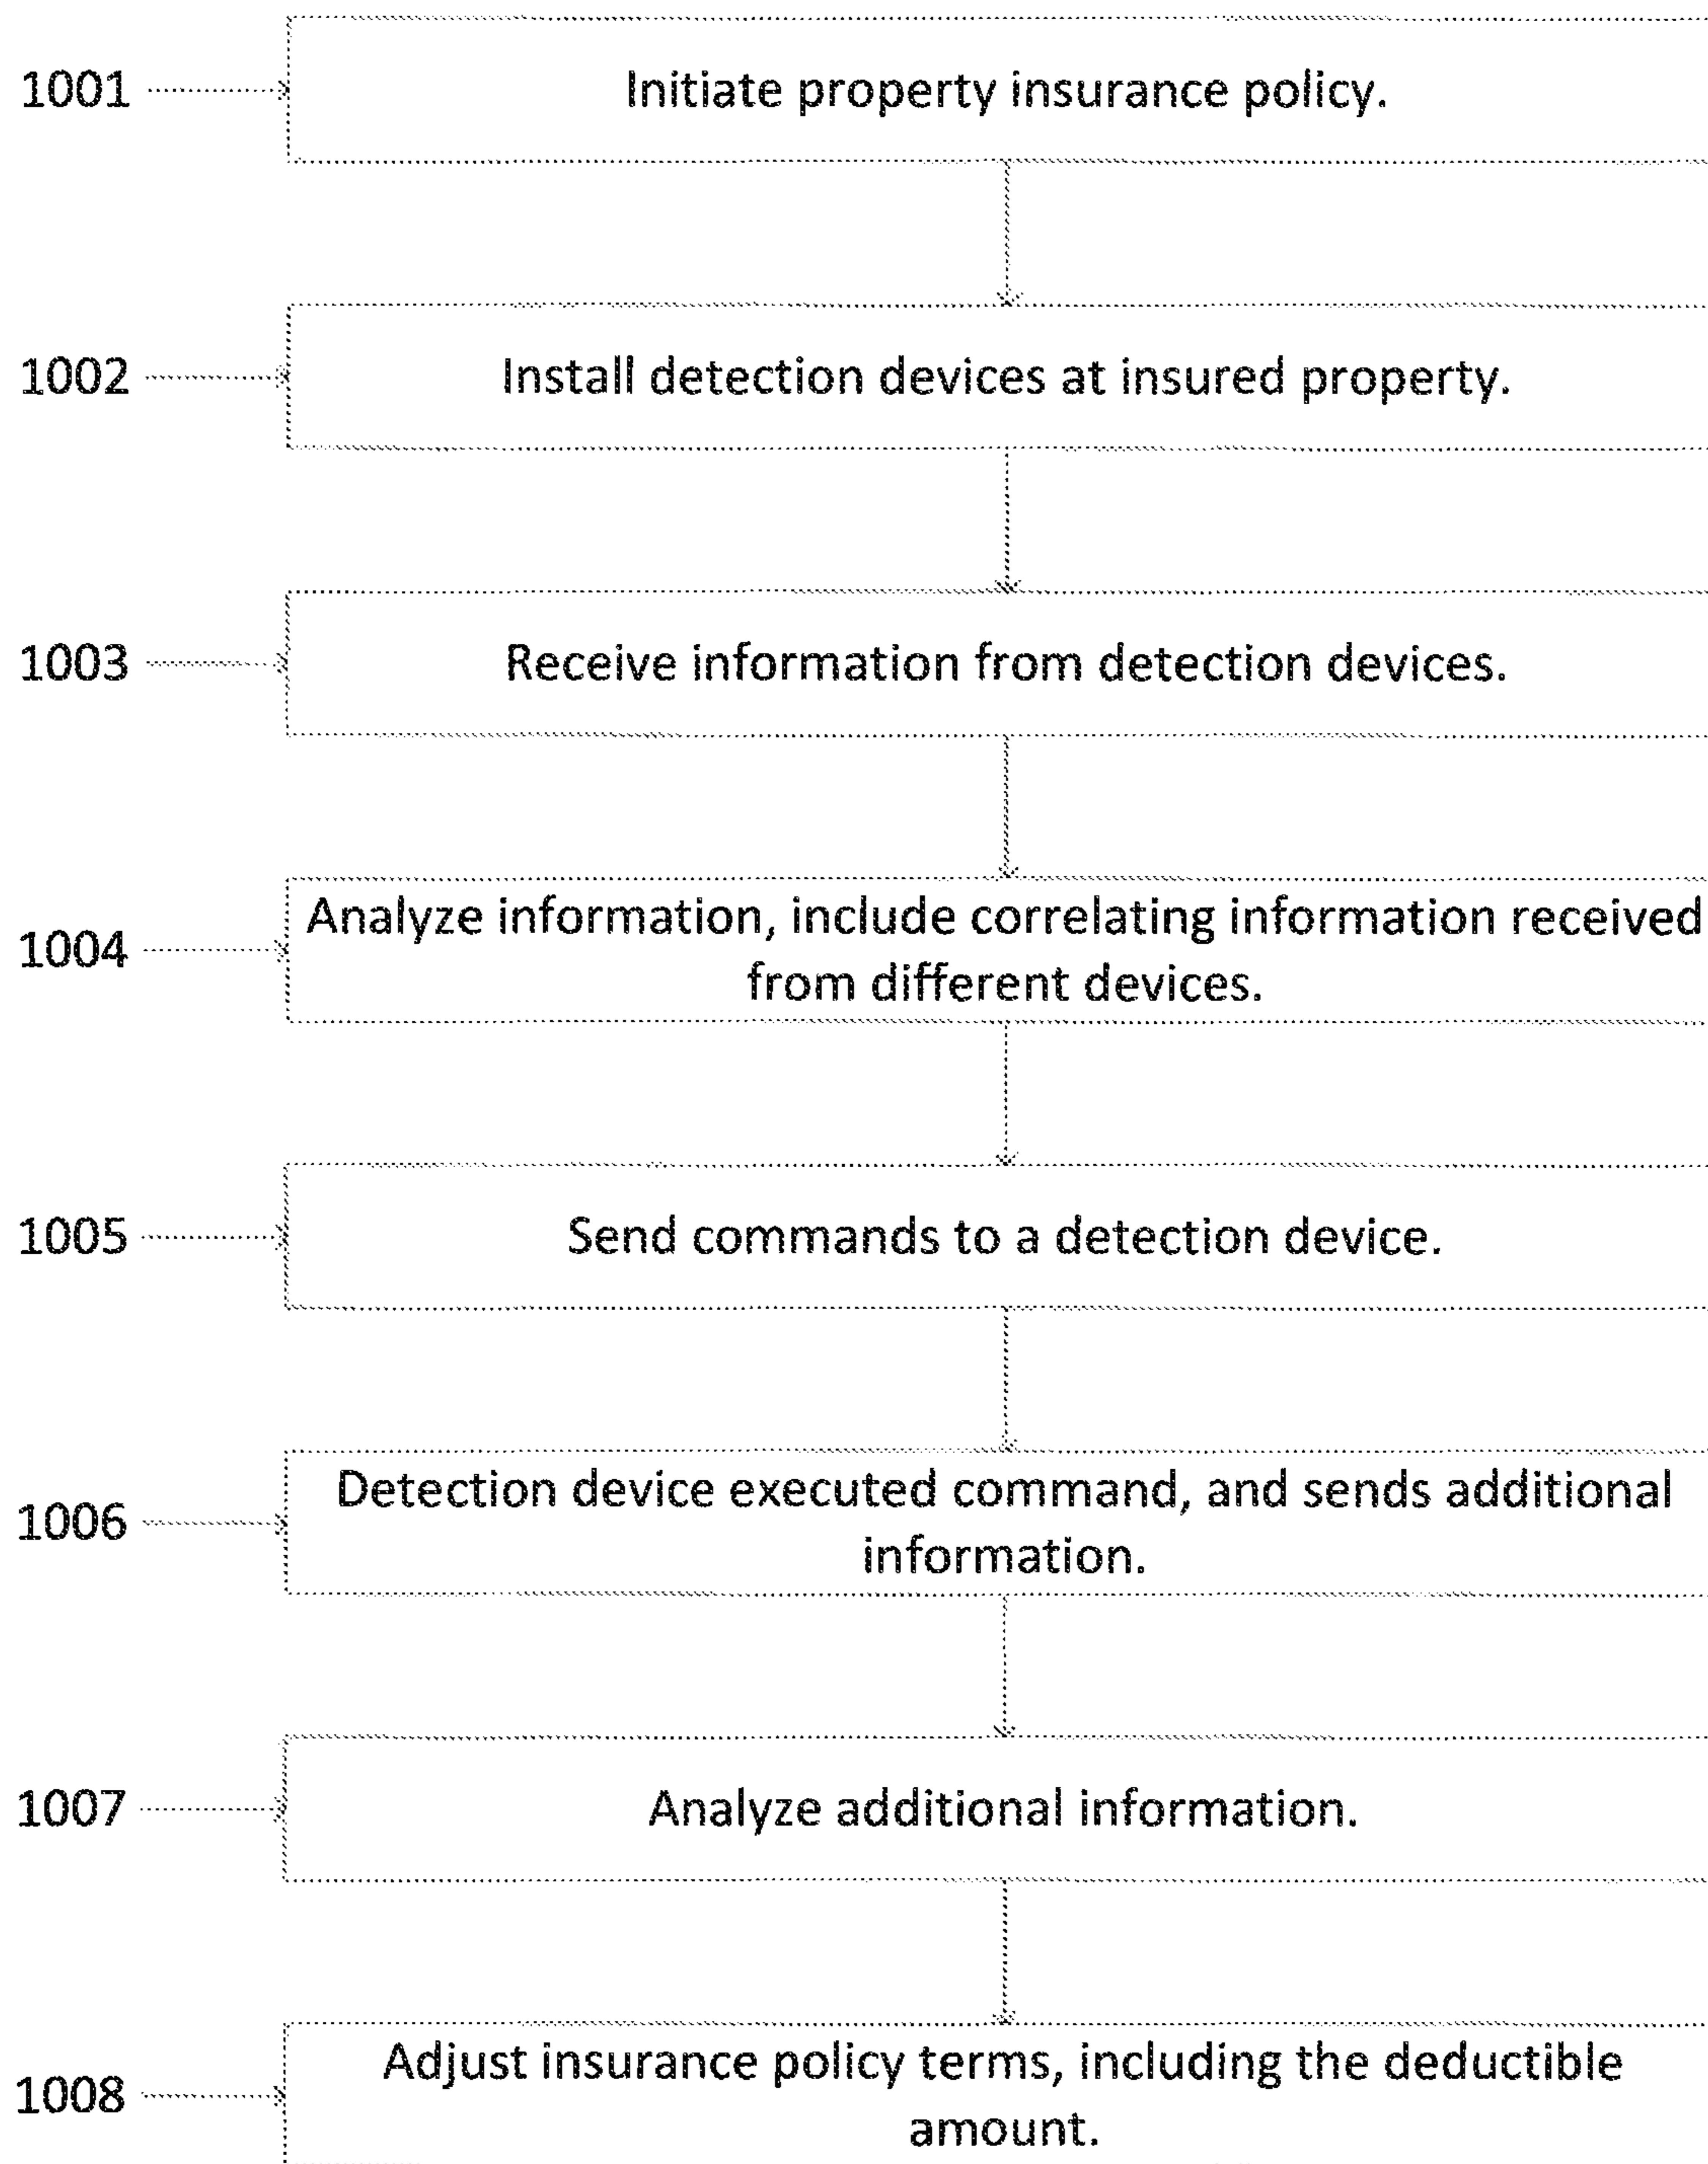 1001
Initiate property insurance policy.
1002
Install detection devices at insured property.
1003
Receive information from detection devices.
1004
Analyze information, include correlating information received
from different devices.
1005
Send commands to a detection device.
1006
Detection device executed command, and sends additional
information.
1007
Analyze additional information.
1008
Adjust insurance policy terms, including the deductible
amount.